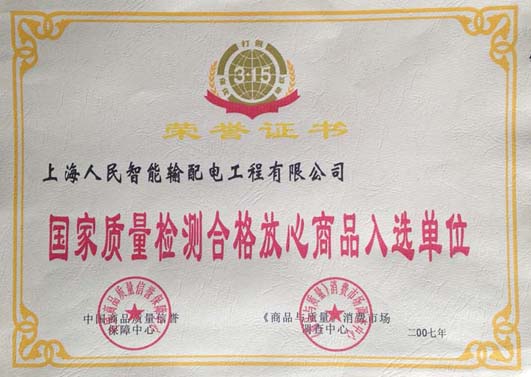 打假
3·15
荣誉证书
上海人民智能输配电工程有限公司
国家质量检测合格放心商品入选单位
中国商品质量信誉
保障中心
《商品与质量》消费市场
调查中心
二00七年